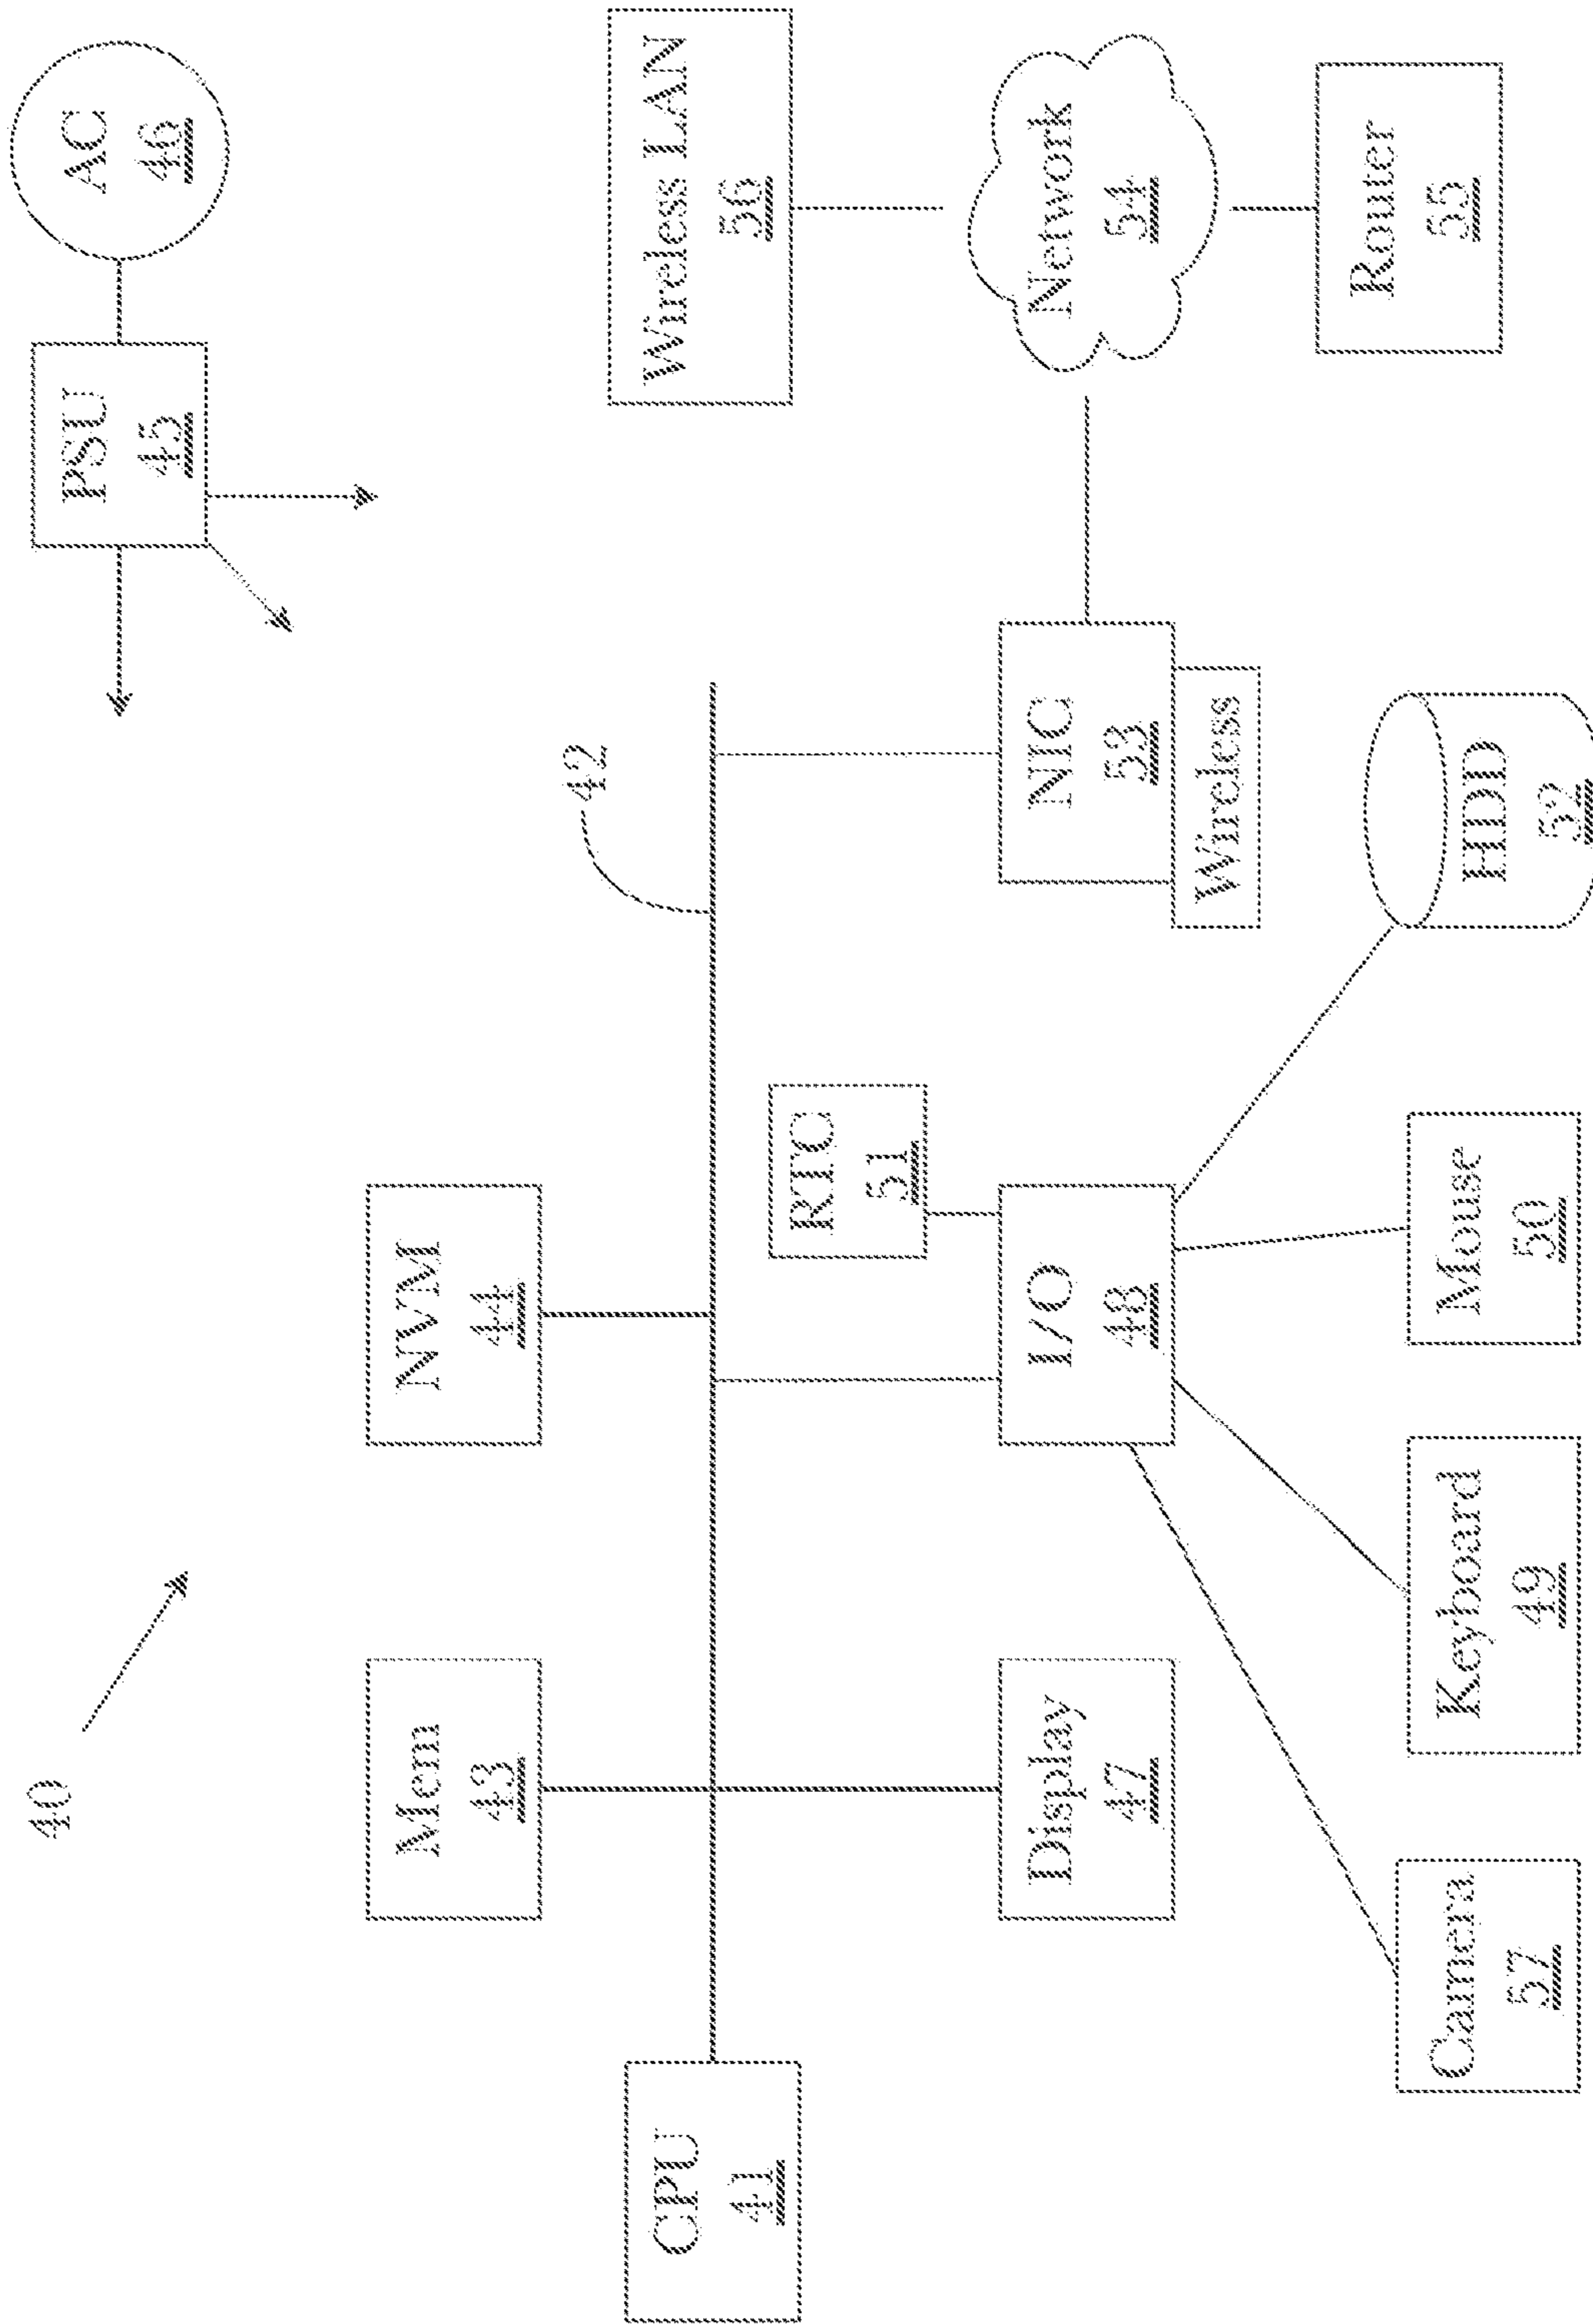 40
CPU
41
Mem
43
NVM
44
PSU
45
AC
46
42
Display
47
RTC
51
I/O
48
NIC
53
Wireless
Wireless LAN
56
Network
54
Router
55
Camera
57
Keyboard
49
Mouse
50
HDD
52